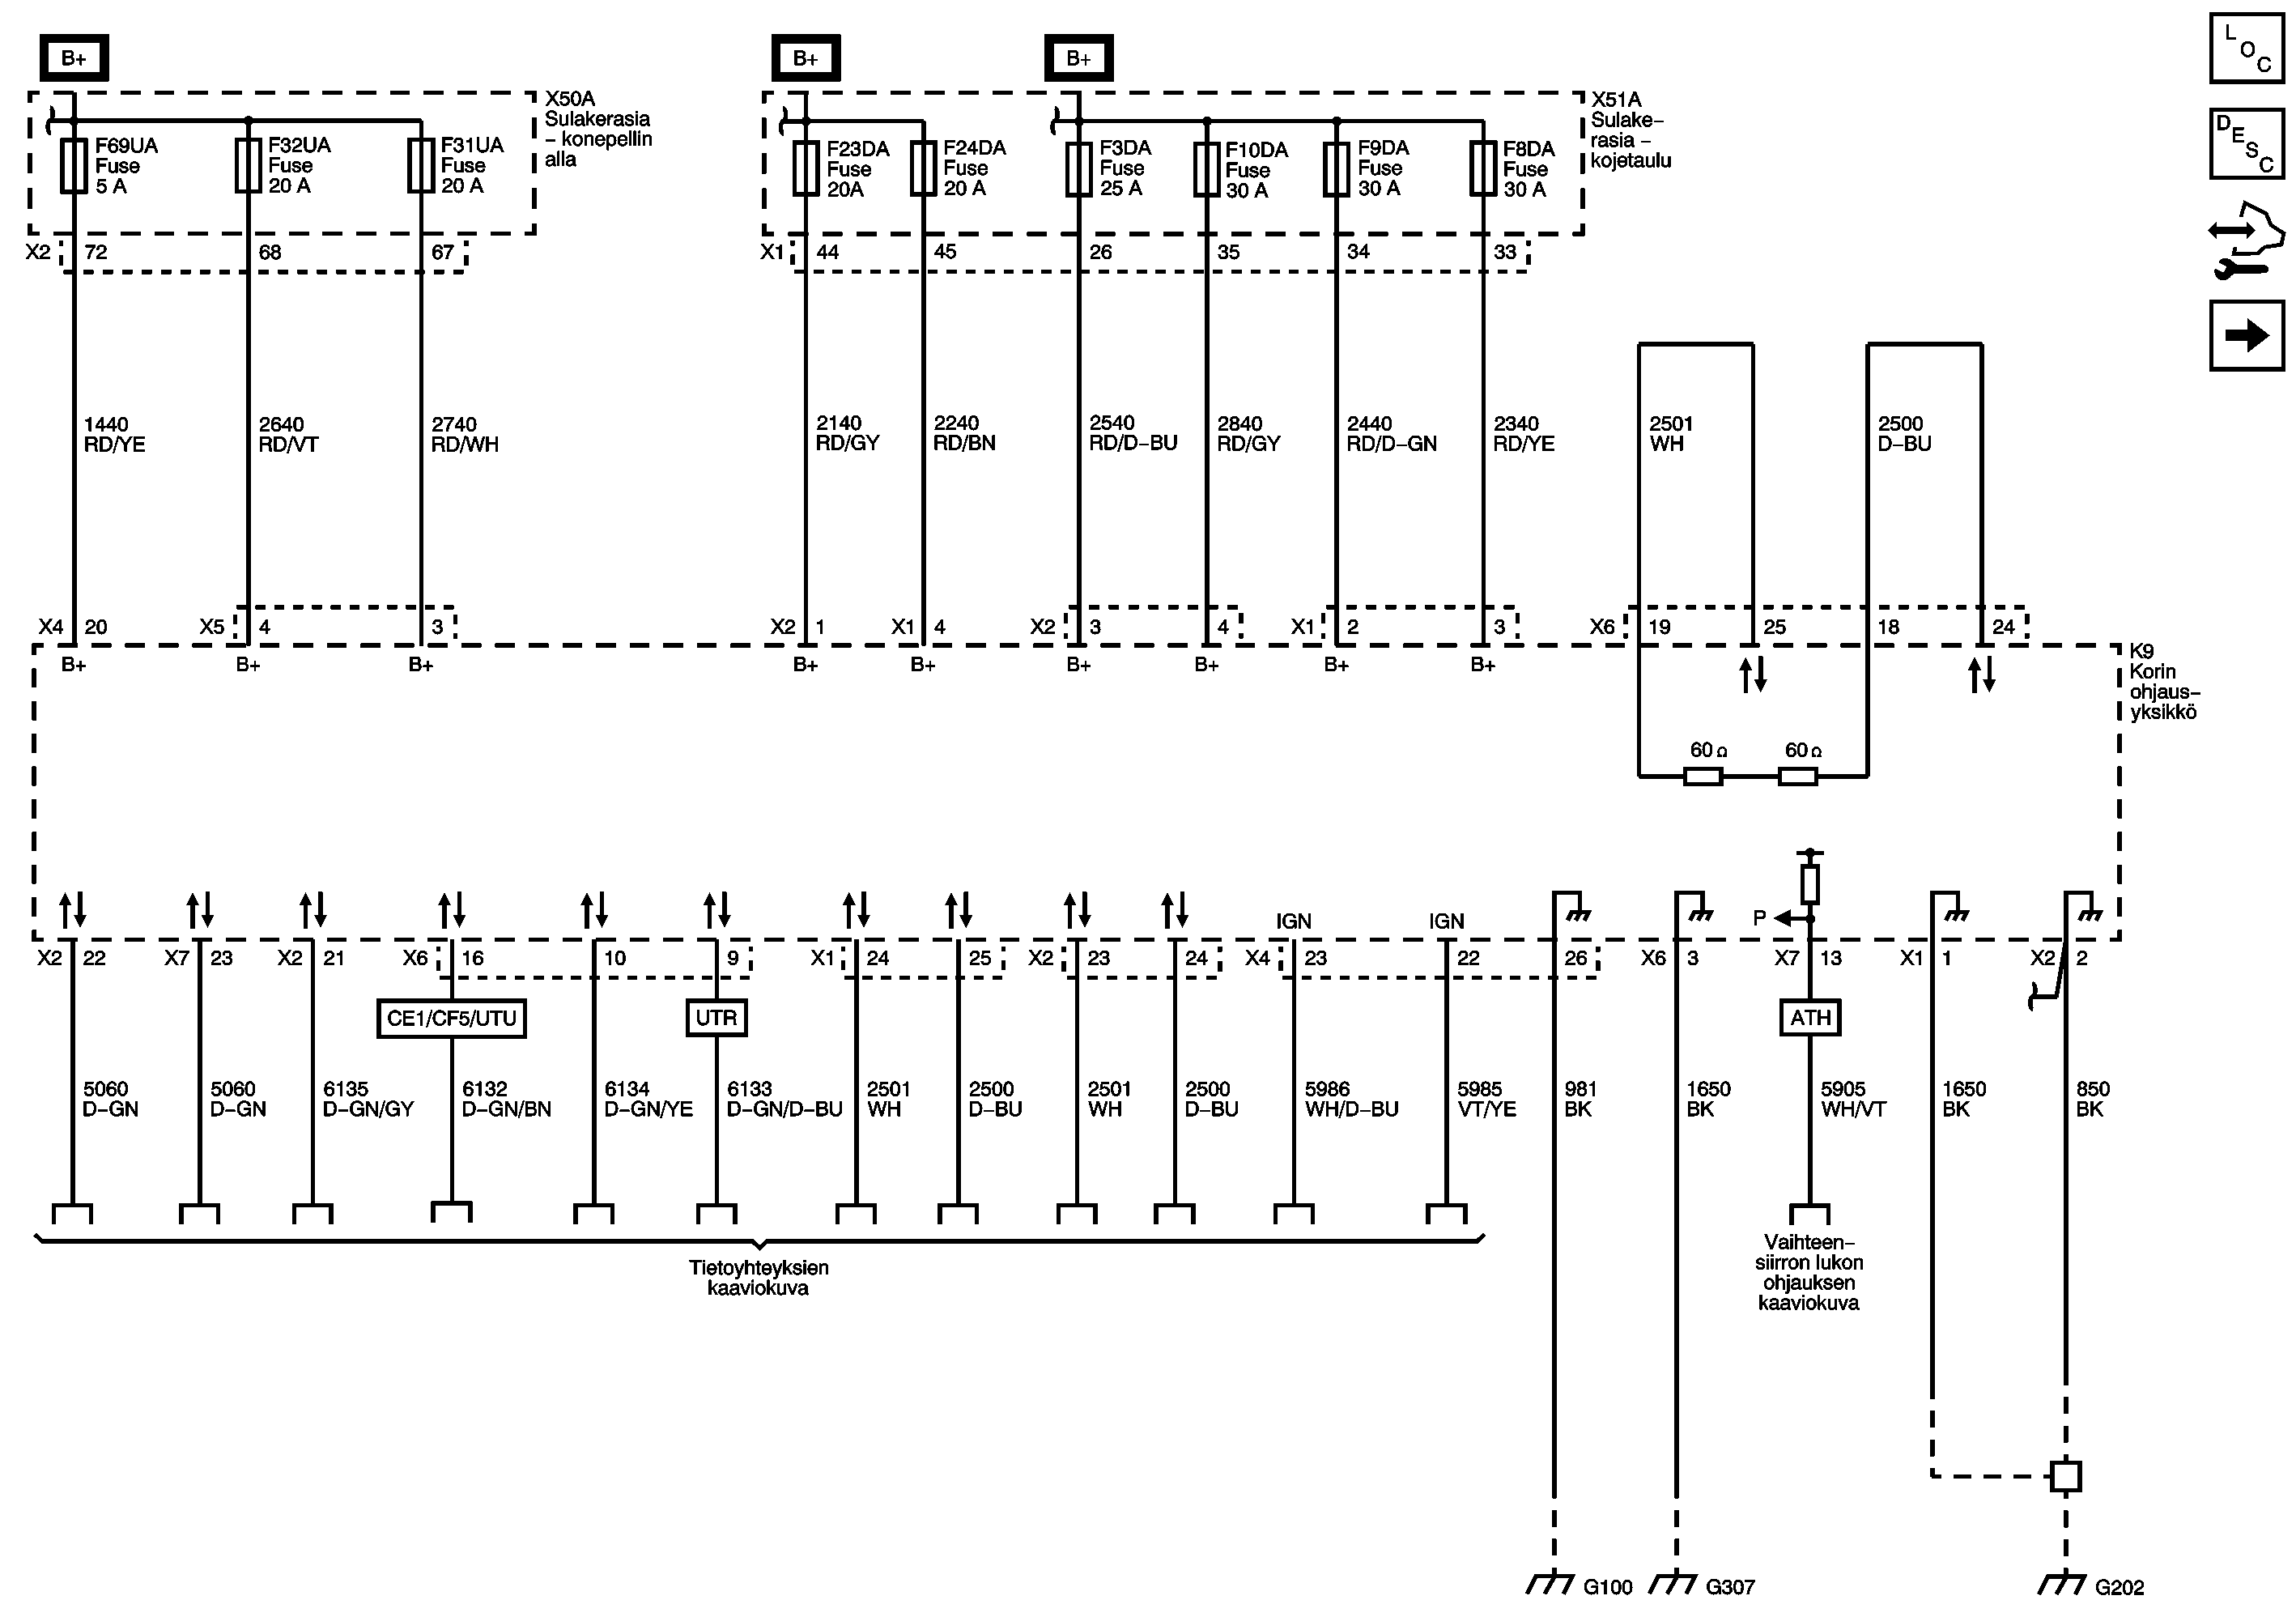 B+
B+
B+
L
O
C
D
E
S
C
X50A
Sulakerasia
– konepellin
alla
X51A
Sulake–
rasia –
kojetaulu
F69UA
Fuse
5 A
F32UA
Fuse
20 A
F31UA
Fuse
20 A
F23DA
Fuse
20A
F24DA
Fuse
20 A
F3DA
Fuse
25 A
F10DA
Fuse
30 A
F9DA
Fuse
30 A
F8DA
Fuse
30 A
X2 72 68 67
X1 44 45 26 35 34 33
1440
RD/YE
2640
RD/VT
2740
RD/WH
2140
RD/GY
2240
RD/BN
2540
RD/D–BU
2840
RD/GY
2440
RD/D–GN
2340
RD/YE
2501
WH
2500
D–BU
X4 20 X5 4 3 X2 1 X1 4 X2 3 4 X1 2 3 X6 19 25 18 24
B+ B+ B+ B+ B+ B+ B+ B+ B+
K9
Korin
ohjaus–
yksikkö
60 Ω 60 Ω
P
IGN IGN
X2 22 X7 23 X2 21 X6 16 10 9 X1 24 25 X2 23 24 X4 23 22 26 X6 3 X7 13 X1 1 X2 2
CE1/CF5/UTU
UTR
ATH
5060
D–GN
5060
D–GN
6135
D–GN/GY
6132
D–GN/BN
6134
D–GN/YE
6133
D–GN/D–BU
2501
WH
2500
D–BU
2501
WH
2500
D–BU
5986
WH/D–BU
5985
VT/YE
981
BK
1650
BK
5905
WH/VT
1650
BK
850
BK
Tietoyhteyksien
kaaviokuva
Vaihteen–
siirron lukon
ohjauksen
kaaviokuva
G100 G307 G202